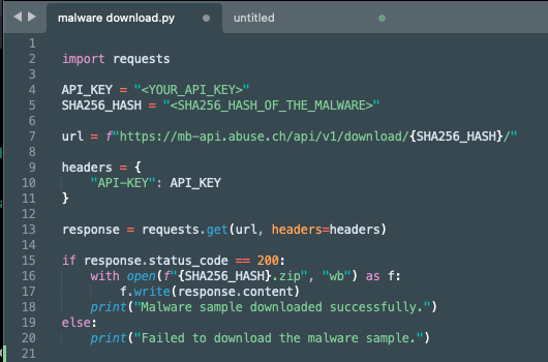 malware download.py
untitled
1
2 import requests
3
4 API_KEY = "<YOUR_API_KEY>"
5 SHA256_HASH = "<SHA256_HASH_OF_THE_MALWARE>"
6
7 url = f"https://mb-api.abuse.ch/api/v1/download/{SHA256_HASH}/"
8
9 headers = {
10     "API-KEY": API_KEY
11 }
12
13 response = requests.get(url, headers=headers)
14
15 if response.status_code == 200:
16     with open(f"{SHA256_HASH}.zip", "wb") as f:
17         f.write(response.content)
18     print("Malware sample downloaded successfully.")
19 else:
20     print("Failed to download the malware sample.")
21